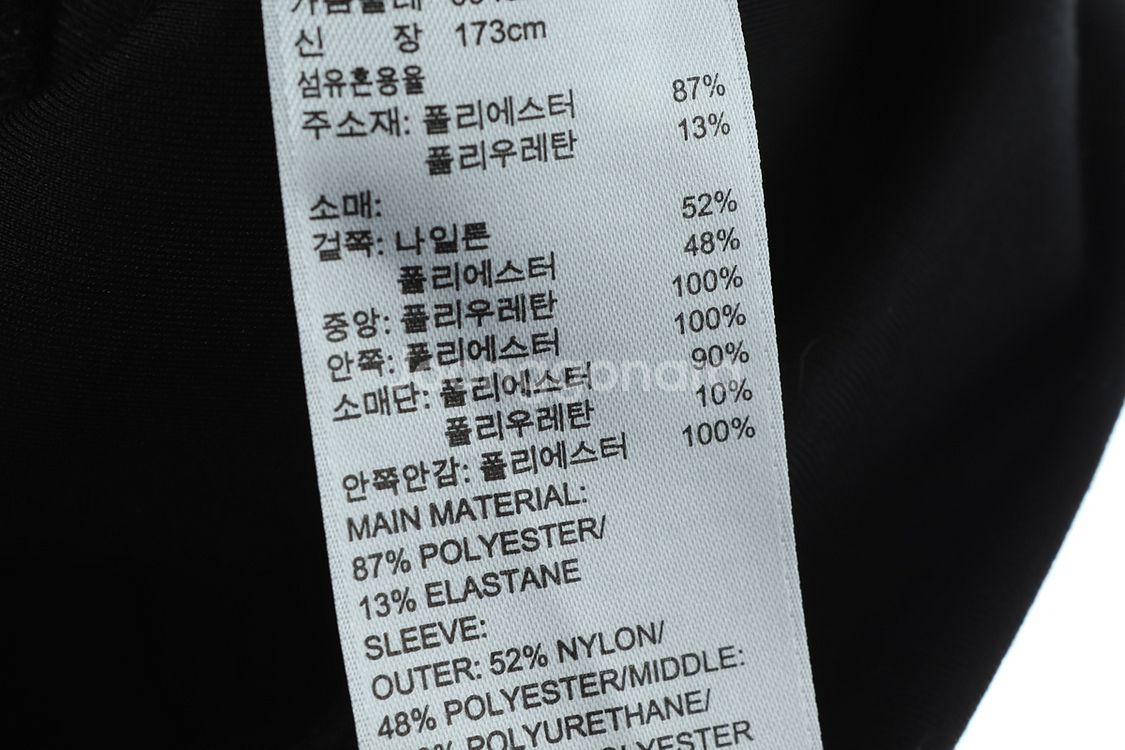 신 장 173cm
섬유혼용율
주소재: 폴리에스터 87%
폴리우레탄 13%
소매:
겉쪽: 나일론 52%
폴리에스터 48%
중앙: 폴리우레탄 100%
안쪽: 폴리에스터 100%
소매단: 폴리에스터 90%
폴리우레탄 10%
안쪽안감: 폴리에스터 100%
MAIN MATERIAL:
87% POLYESTER/
13% ELASTANE
SLEEVE:
OUTER: 52% NYLON/
48% POLYESTER/MIDDLE:
POLYURETHANE/